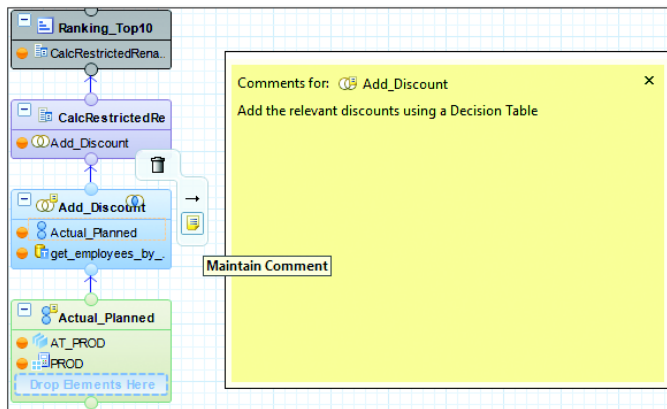 Ranking_Top10
CalcRestrictedRena..
CalcRestrictedRe
Add_Discount
Add_Discount
Actual_Planned
get_employees_by_..
Actual_Planned
AT_PROD
PROD
Drop Elements Here
Comments for: Add_Discount
Add the relevant discounts using a Decision Table
Maintain Comment